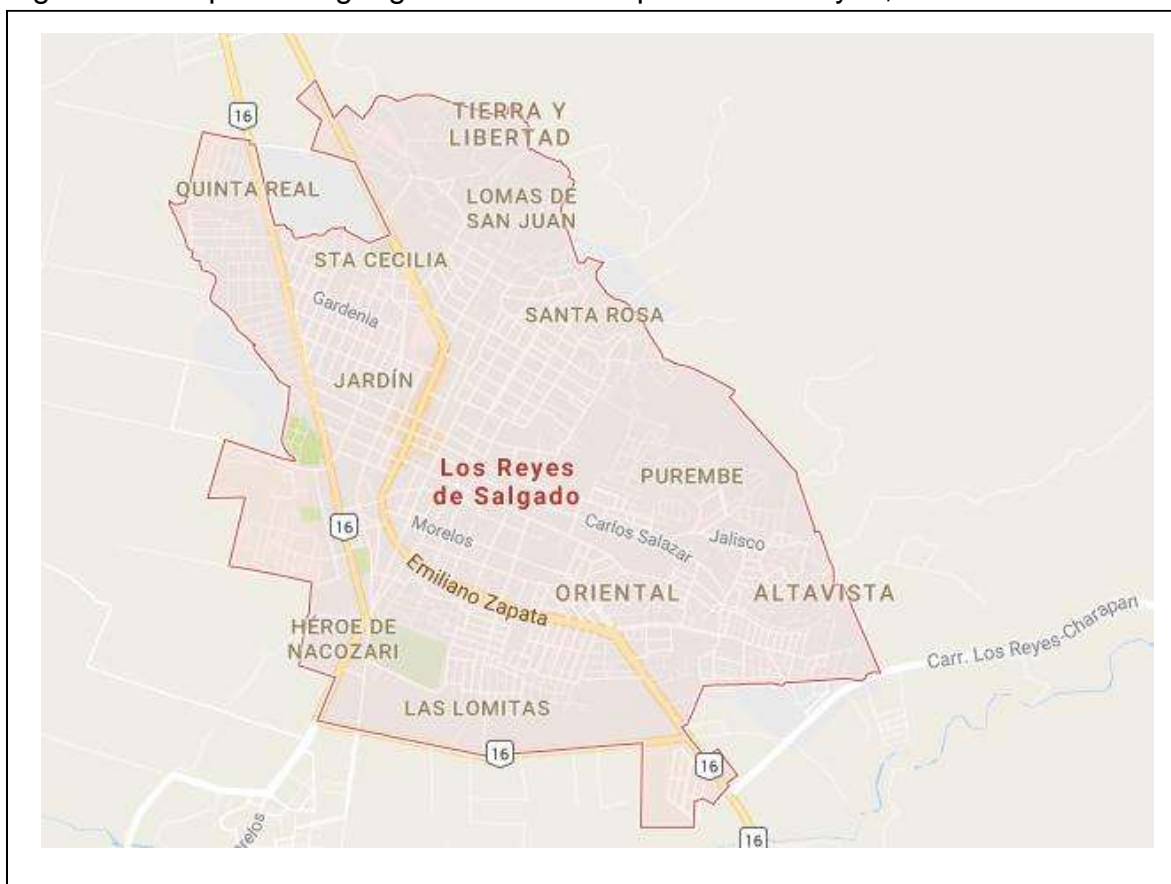 16
TIERRA Y
LIBERTAD
QUINTA REAL
LOMAS DE
SAN JUAN
STA CECILIA
Gardenia
SANTA ROSA
JARDÍN
Los Reyes
de Salgado
PUREMBE
16
Morelos
Carlos Salazar
Jalisco
Emiliano Zapata
ORIENTAL
ALTAVISTA
HÉROE DE
NACOZARI
Carr. Los Reyes-Charapan
LAS LOMITAS
16
16
16